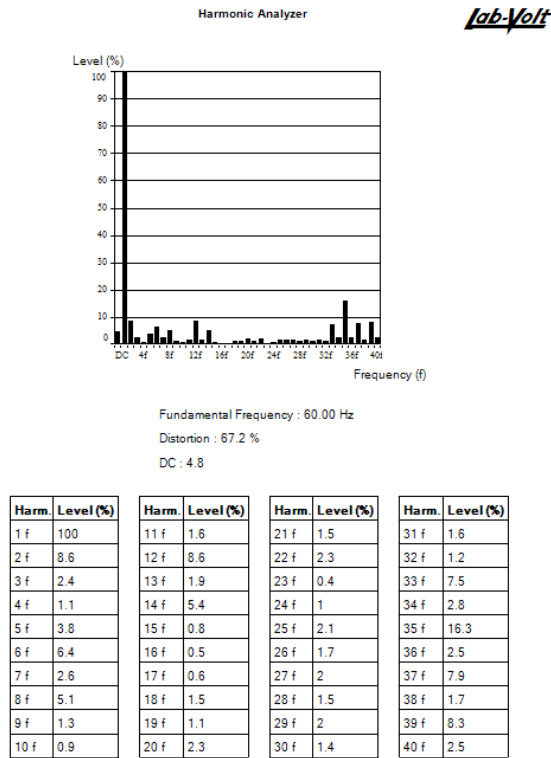 Harmonic Analyzer
Lab-Volt
Level (%)
100
90
80
70
60
50
40
30
20
10
0
DC 4f 8f 12f 16f 20f 24f 28f 32f 36f 40f
Frequency (f)
Fundamental Frequency : 60.00 Hz
Distortion : 67.2 %
DC : 4.8
Harm. Level (%) Harm. Level (%) Harm. Level (%) Harm. Level (%)
1 f 100 11 f 1.6 21 f 1.5 31 f 1.6
2 f 8.6 12 f 8.6 22 f 2.3 32 f 1.2
3 f 2.4 13 f 1.9 23 f 0.4 33 f 7.5
4 f 1.1 14 f 5.4 24 f 1 34 f 2.8
5 f 3.8 15 f 0.8 25 f 2.1 35 f 16.3
6 f 6.4 16 f 0.5 26 f 1.7 36 f 2.5
7 f 2.6 17 f 0.6 27 f 2 37 f 7.9
8 f 5.1 18 f 1.5 28 f 1.5 38 f 1.7
9 f 1.3 19 f 1.1 29 f 2 39 f 8.3
10 f 0.9 20 f 2.3 30 f 1.4 40 f 2.5